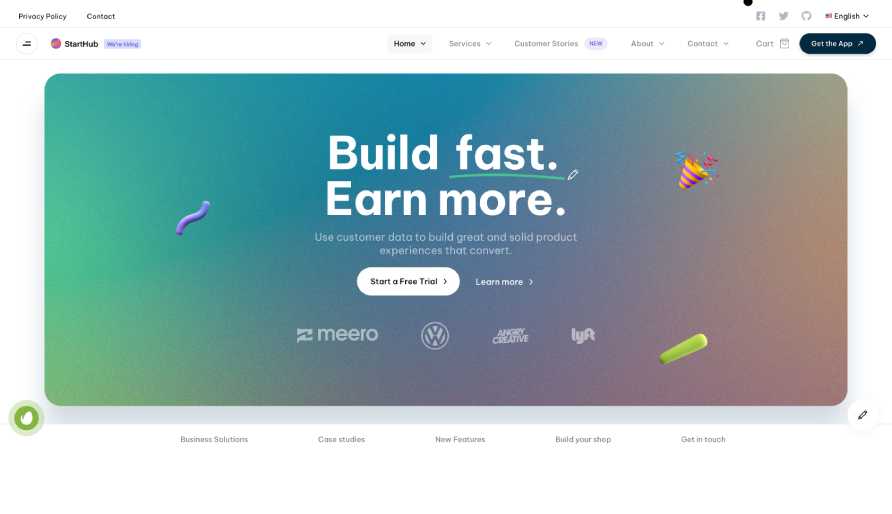 Privacy Policy Contact
English
StartHub We're hiring Home Services Customer Stories NEW About Contact Cart Get the App
Build fast.
Earn more.
Use customer data to build great and solid product
experiences that convert.
Start a Free Trial Learn more
meero ANGRY CREATIVE lyft
Business Solutions Case studies New Features Build your shop Get in touch